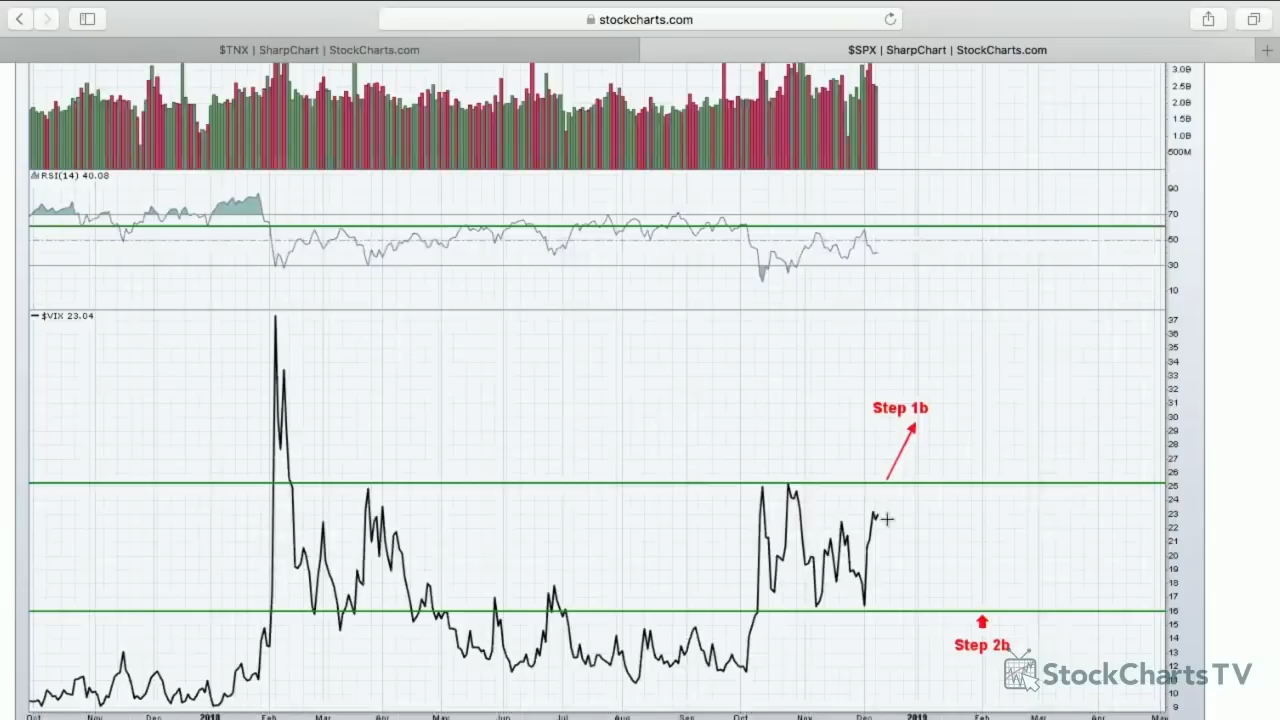 stockcharts.com
$TNX | SharpChart | StockCharts.com
$SPX | SharpChart | StockCharts.com
3.0B
2.5B
2.0B
1.5B
1.0B
500M
RSI(14) 40.08
90
70
50
30
10
$VIX 23.04
37
36
35
34
33
32
31
30
29
28
27
26
25
24
23
22
21
20
19
18
17
16
15
14
13
12
11
10
9
Step 1b
Step 2b
StockChartsTV
Oct Nov Dec 2018 Feb Mar Apr May Jun Jul Aug Sep Oct Nov Dec 2019 Feb Mar Apr May